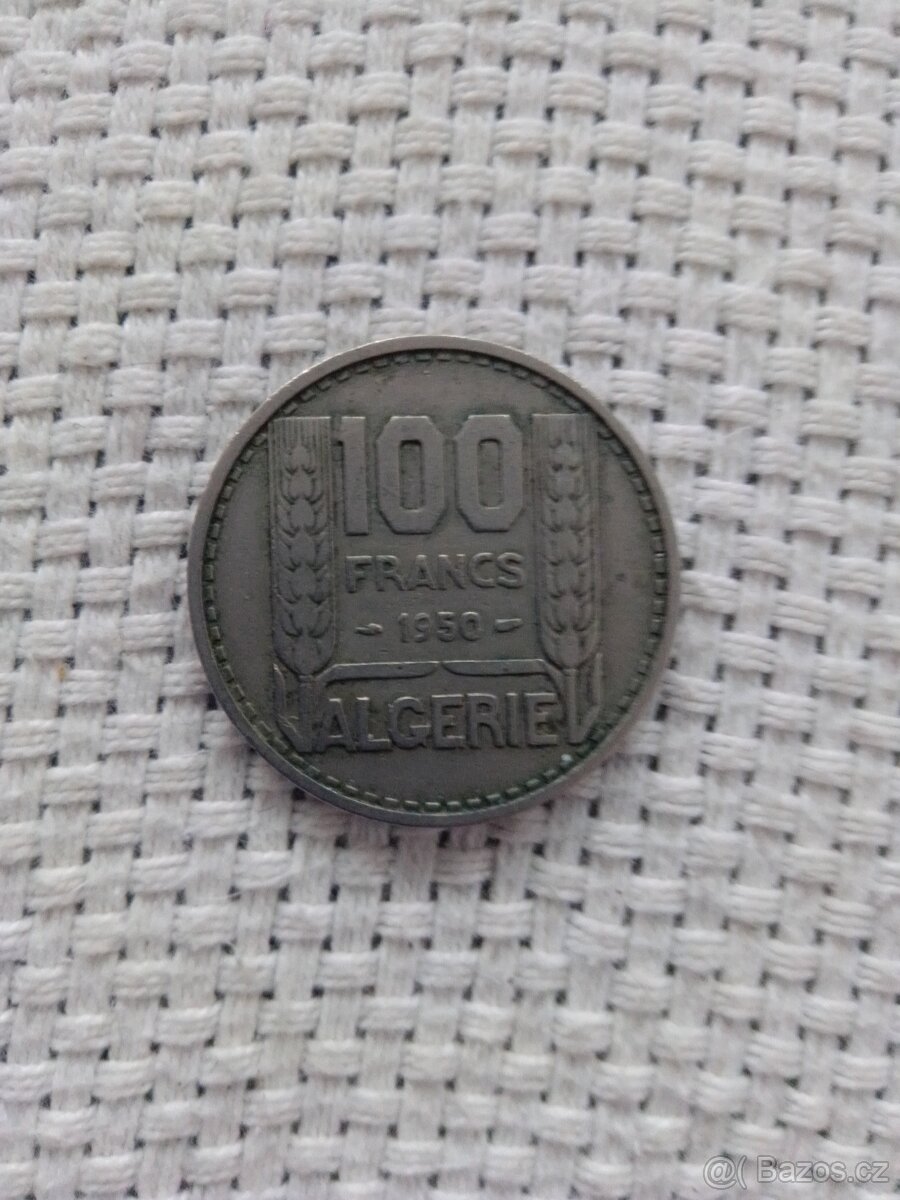 100
FRANCS
- 1950 -
ALGERIE
@( Bazos.cz